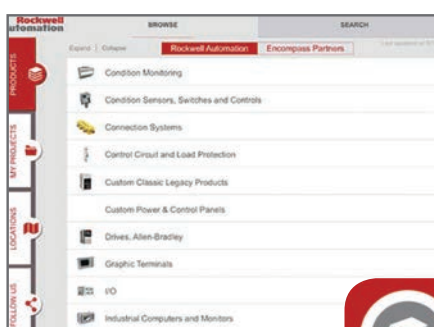 Rockwell
Automation
BROWSE
SEARCH
Expand | Collapse
Rockwell Automation
Encompass Partners
PRODUCTS
MY PROJECTS
LOCATIONS
FOLLOW US
Condition Monitoring
Condition Sensors, Switches and Controls
Connection Systems
Control Circuit and Load Protection
Custom Classic Legacy Products
Custom Power & Control Panels
Drives, Allen-Bradley
Graphic Terminals
I/O
Industrial Computers and Monitors